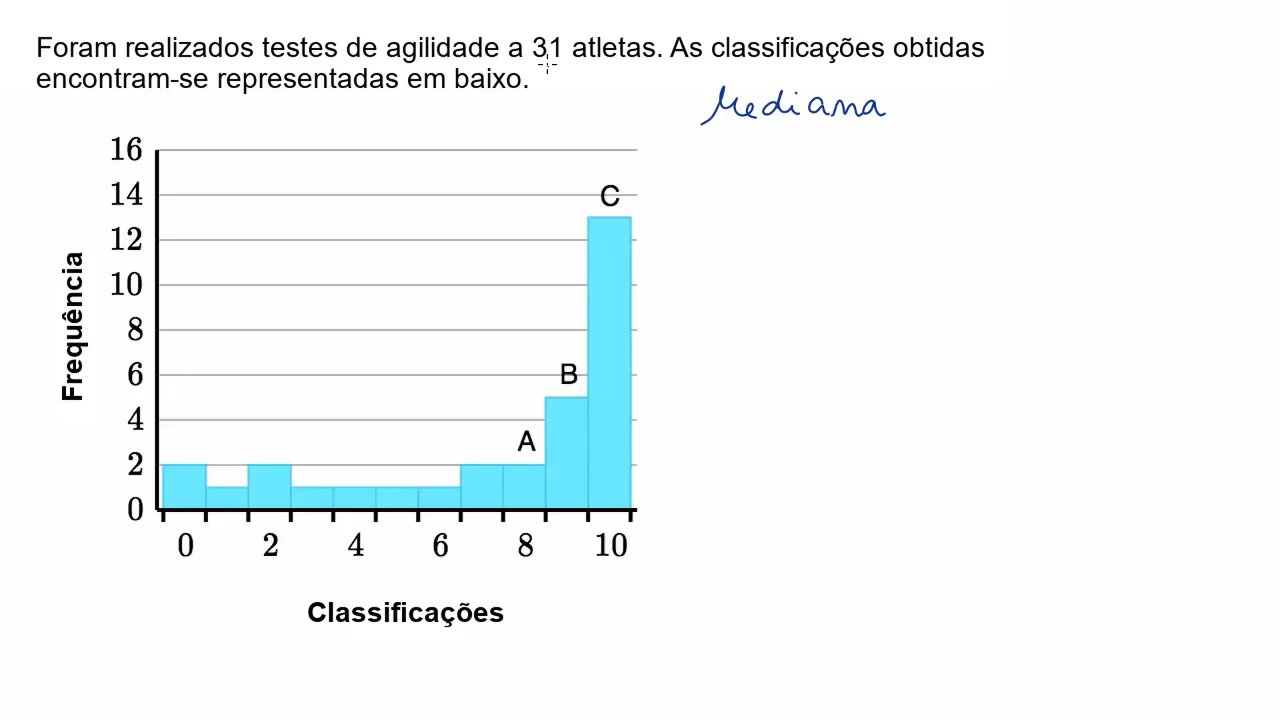 Foram realizados testes de agilidade a 31 atletas. As classificações obtidas
encontram-se representadas em baixo.
Mediana
16
14
12
10
8
6
4
2
0
Frequência
A
B
C
0 2 4 6 8 10
Classificações